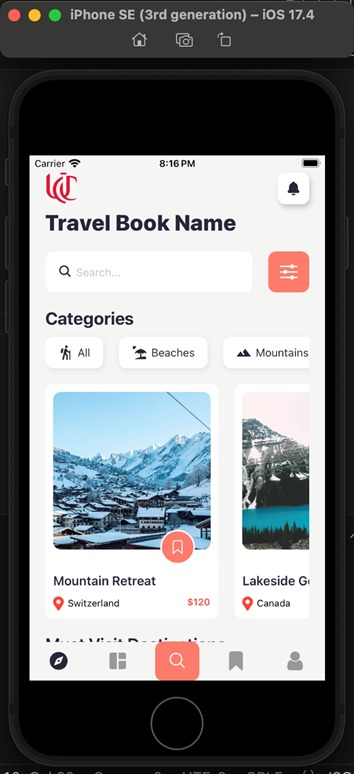 iPhone SE (3rd generation) – iOS 17.4
Carrier 8:16 PM
Travel Book Name
Search...
Categories
All Beaches Mountains
Mountain Retreat Lakeside
Switzerland $120 Canada
Must Visit Destinations